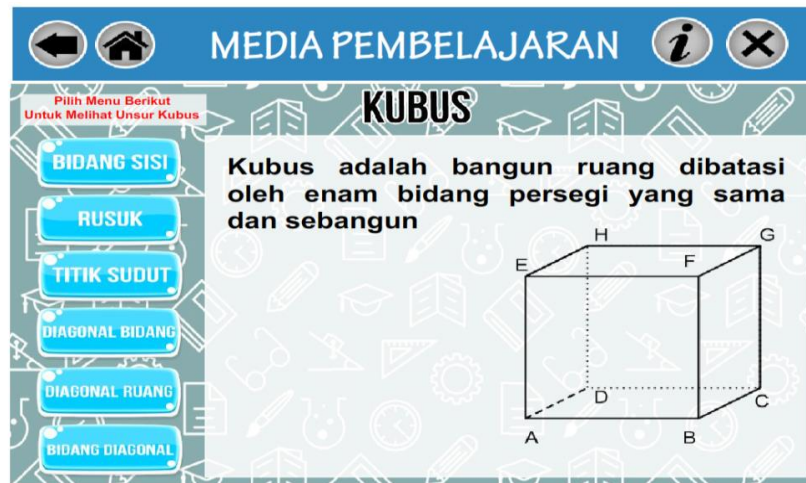 MEDIA PEMBELAJARAN
i
Pilih Menu Berikut
Untuk Melihat Unsur Kubus
KUBUS
BIDANG SISI
RUSUK
TITIK SUDUT
DIAGONAL BIDANG
DIAGONAL RUANG
BIDANG DIAGONAL
Kubus adalah bangun ruang dibatasi
oleh enam bidang persegi yang sama
dan sebangun
H G
E F
D C
A B